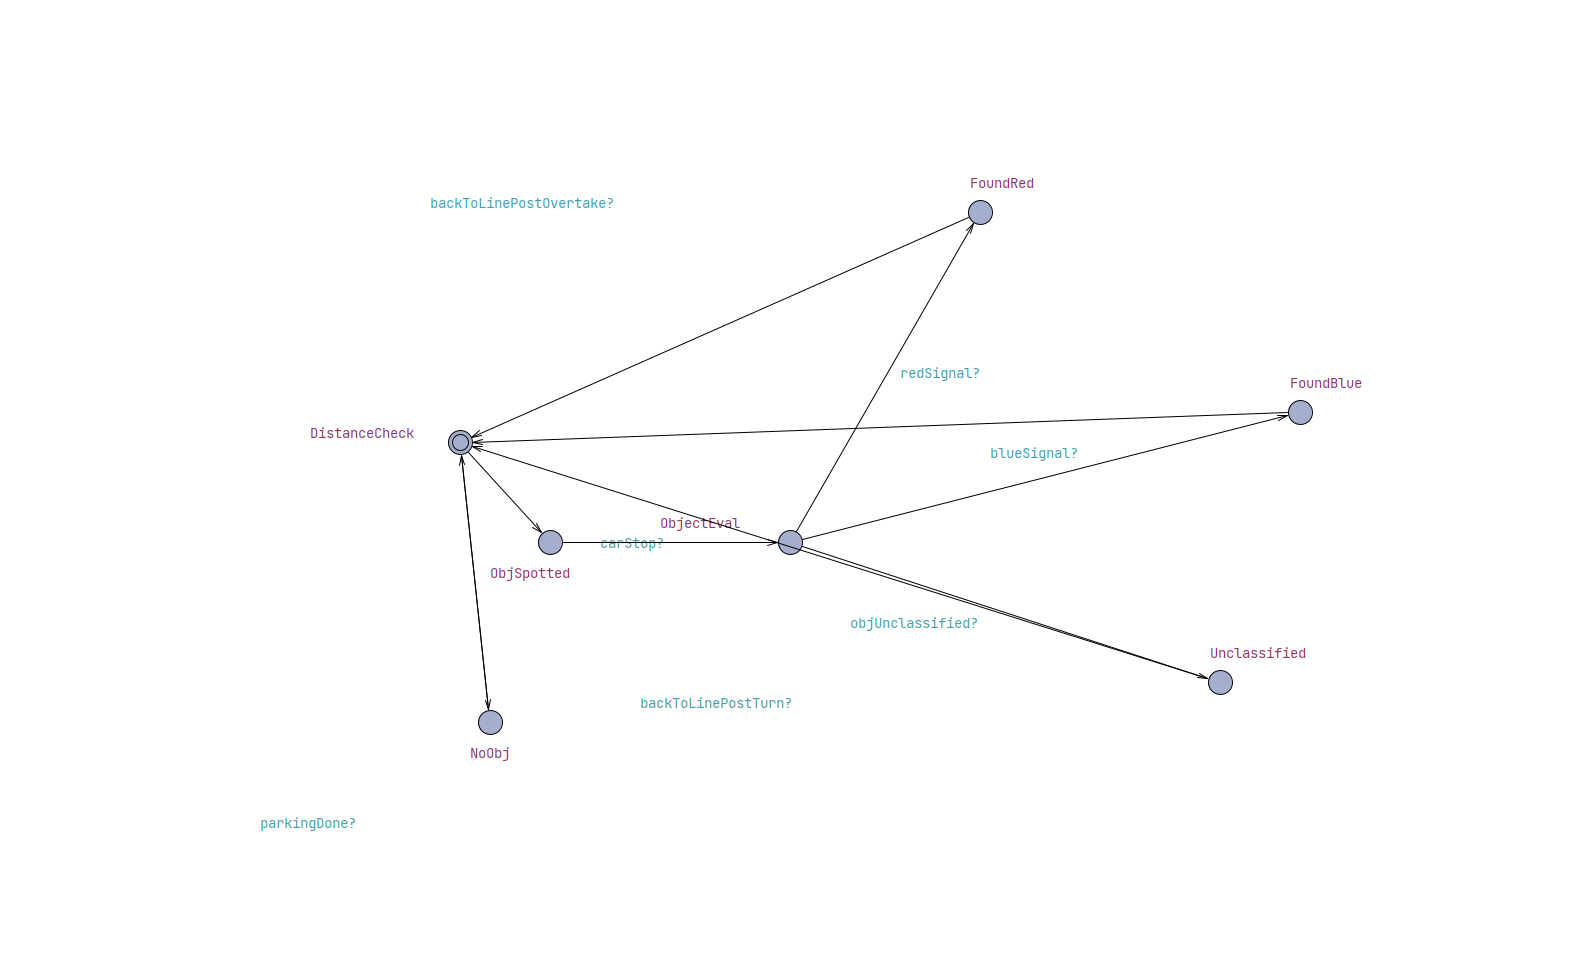 FoundRed
backToLinePostOvertake?
redSignal?
FoundBlue
DistanceCheck
blueSignal?
ObjectEval
carStop?
ObjSpotted
objUnclassified?
Unclassified
backToLinePostTurn?
NoObj
parkingDone?